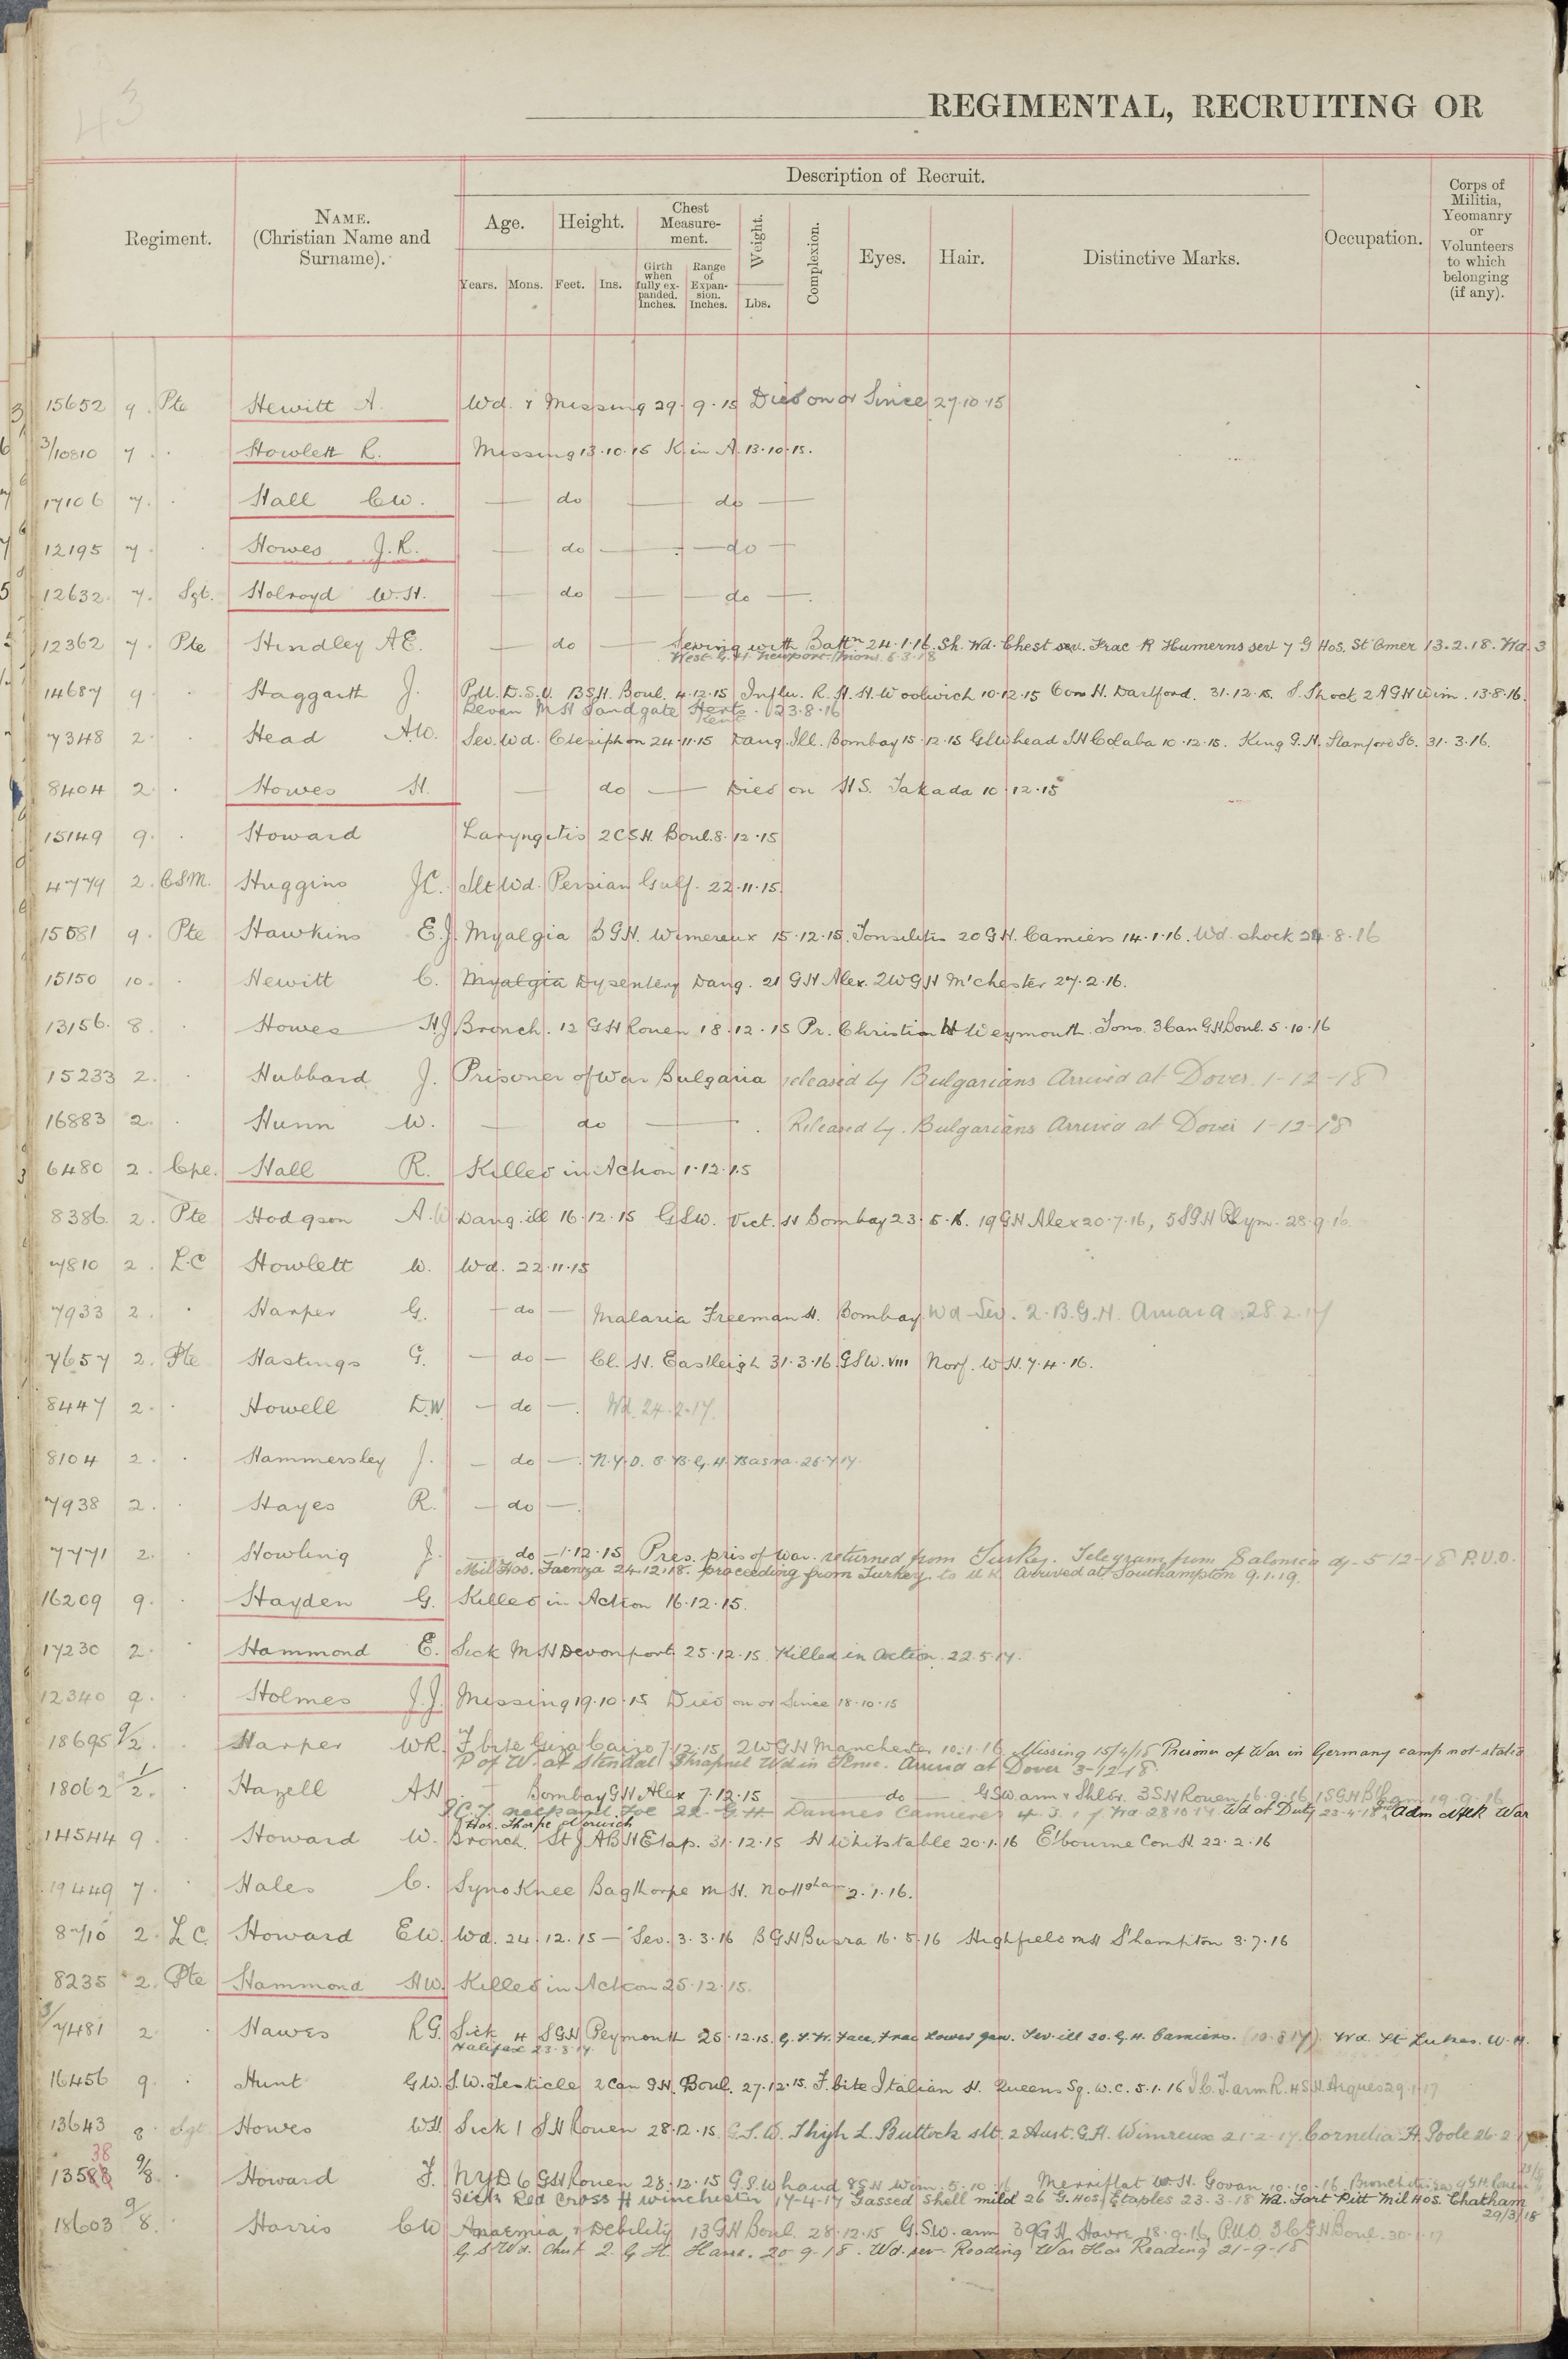 43
REGIMENTAL, RECRUITING OR
Description of Recruit.
Regiment.
NAME.
(Christian Name and
Surname).
Age.
Height.
Chest
Measure-
ment.
Weight.
Complexion.
Eyes.
Hair.
Distinctive Marks.
Occupation.
Corps of
Militia,
Yeomanry
or
Volunteers
to which
belonging
(if any).
Years. Mons. Feet. Ins.
Girth
when
fully ex-
panded.
Inches.
Range
of
Expan-
sion.
Inches.
Lbs.
15652 9. Pte Hewitt A. Wd. & Missing 29.9.15 Died on or Since 27.10.15
3/10810 7 . . Howlett R. Missing 13.10.15 K. in A. 13.10.15.
17106 7. . Hall C.W. — do — do —
12195 7. . Howes J.R. — do — — do —
12632. 7. Sgt. Holroyd W.H. — do — — do —.
12362 7. Pte Hindley A E. — do — Serving with Battn. 24.1.16. Sh. Wd. Chest sev. Frac R Humerus sev 7 G Hos. St Omer 13.2.18. Wd. 3
West. G.H. Newport Mon. 6.3.18
14687 9. . Haggarth J. P.U. D.S.U. 13 S.H. Boul. 4.12.15 Influ. R.H.H. Woolwich 10.12.15 Con H. Dartford. 31.12.15. S. Shock 2 A G H Wim. 13.8.16.
Bevan M H Sandgate Herts. 23.8.16
Kent
7348 2. . Head A.W. Sev. Wd. Ctesiphon 24.11.15 Dang. Ill. Bombay 15.12.15 G S W head S H Colaba 10.12.15. King G. H. Stamford St. 31.3.16.
8404 2. . Howes H. — do — Died on H S. Takada 10.12.15
15149 9. . Howard Laryngitis 2 C S H. Boul. 8.12.15
4779 2. C.S.M. Huggins J C. Slt Wd. Persian Gulf. 22.11.15.
15581 9. Pte Hawkins E.J. Myalgia B G H. Wimereux 15.12.15. Tonsilitis 20 G H. Camiers 14.1.16. Wd. shock 24.8.16
15150 10. . Hewitt C. Myalgia Dysentery Dang. 21 G H Alex. 2 W G H M'chester 27.2.16.
13156. 8. . Howes H J Bronch. 12 G H Rouen 18.12.15 Pr. Christian H Weymouth. Tons. 3 Can G H Boul. 5.10.16
15233 2. . Hubbard J. Prisoner of War Bulgaria released by Bulgarians Arrived at Dover. 1-12-18
16883 2. . Hunn W. — do — . Released by. Bulgarians Arrived at Dover 1-12-18
6480 2. Cpl. Hall R. Killed in Action 1.12.15
8386. 2. Pte Hodgson A.W Dang. ill 16.12.15 G S W. Vict. H Bombay 23.5.16. 19 G H Alex 20.7.16, 5 S G H Plym. 28.9.16.
7810 2. L.C Howlett W. Wd. 22.11.15
7933 2. . Harper G. — do — Malaria Freeman H. Bombay Wd Sev. 2. B.G.H. Amara. 28.2.17
7657 2. Pte Hastings G. — do — Cl. H. Eastleigh 31.3.16. G S W. viii Norf. W H. 7.4.16.
8447 2. . Howell D.W. — do —. Wd. 24.2.17.
8104 2. . Hammersley J. — do —. N.Y.D. 3 B.G.H. Basra. 26.7.17.
7938 2. . Hayes R. — do —.
7771 2. . Howling J. — do — 1.12.15 Pres. pris of War. returned from Turkey. Telegram from Salonica dy - 5-12-18 P.U.O.
Mil Hos. Faenza 24.12.18. proceeding from Turkey. to U.K. Arrived at Southampton 9.1.19.
16209 9. . Hayden G. Killed in Action 16.12.15.
17230 2. . Hammond E. Sick M H Devonport 25.12.15 Killed in Action. 22.5.17.
12340 9. . Holmes J.J. Missing 19.10.15 Died on or Since 18.10.15
18695 9/2. . Harper W R. F. bite Giza Cairo 7.12.15 2 W G H Manchester 10.1.16. Missing 15/4/18 Prisoner of War in Germany camp not-stated
P of W. at Stendal Shrapnel Wd in Arm. Arrived at Dover 3-12-18
18062 1/2. . Hazell A H — Bombay G H Alex 7.12.15 — do — G S W arm & Shldr. 3 S H Rouen 16.9.16 1 S G H B'ham 19.9.16
I.C.T. neck and Toe 22 G H Dannes Camieres 4.3.17 Wd 28.10.17. Wd at Duty 23-4-18. Adm Nflk War
Hos. Thorpe Norwich
14544 9. . Howard W. Bronch. St J A B H Etap. 31.12.15 H Whitstable 20.1.16 E'bourne Con H. 22.2.16
19449 7. . Hales C. Syno Knee Bagthorpe M H. Nottgham 2.1.16.
8710 2. L C. Howard E W. Wd. 24.12.15 — Sev. 3.3.16 B G H Busra 16.5.16 Highfield M H S'hampton 3.7.16
8235 2. Pte Hammond H W. Killed in Action 25.12.15.
3/7481 2 . Hawes R G. Sick 4 S G H Plymouth 26.12.15. G.S.W. Face, Frac Lower Jaw. Sev. ill 20. G.H. Camiers. (10.8.17). Wd. St Lukes. W.H.
Halifax 23.8.17
16456 9. . Hunt G W. S.W. Testicle 2 Can G H. Boul. 27.12.15. F. bite Italian H. Queens Sq. W.C. 5.1.16 I.C.T. arm R. 4 S H. Arques 29.1.17
13643 8. Sgt Howes W H. Sick 1 S H Rouen 28.12.15. G.S.W. Thigh L. Buttock slt. 2 Aust. G.H. Wimreux 21-2-17. Cornelia H. Poole 26.2.17
38
1358 9/8. . Howard F. N Y D 6 G H Rouen 28.12.15 G.S.W hand 8 S H Wim. 5.10.16 Merriflat W.H. Govan 10.10.16
Sick Red Cross H Winchester 17-4-17 Gassed Shell mild 26 G. Hos Etaples 23-3-18 Wd. Fort Pitt Mil Hos. Chatham
29/3/18
18603 9/8. . Harris C W Anaemia & Debility 13 G H Boul. 28.12.15 G.S.W. arm 39 G H Havre 18.9.16, P.U.O. 3 C G H Boul. 30.1.17
G.S Wd. Chest 2. G H. Havre. 20-9-18. Wd. sev. Reading War Hos Reading 21-9-18